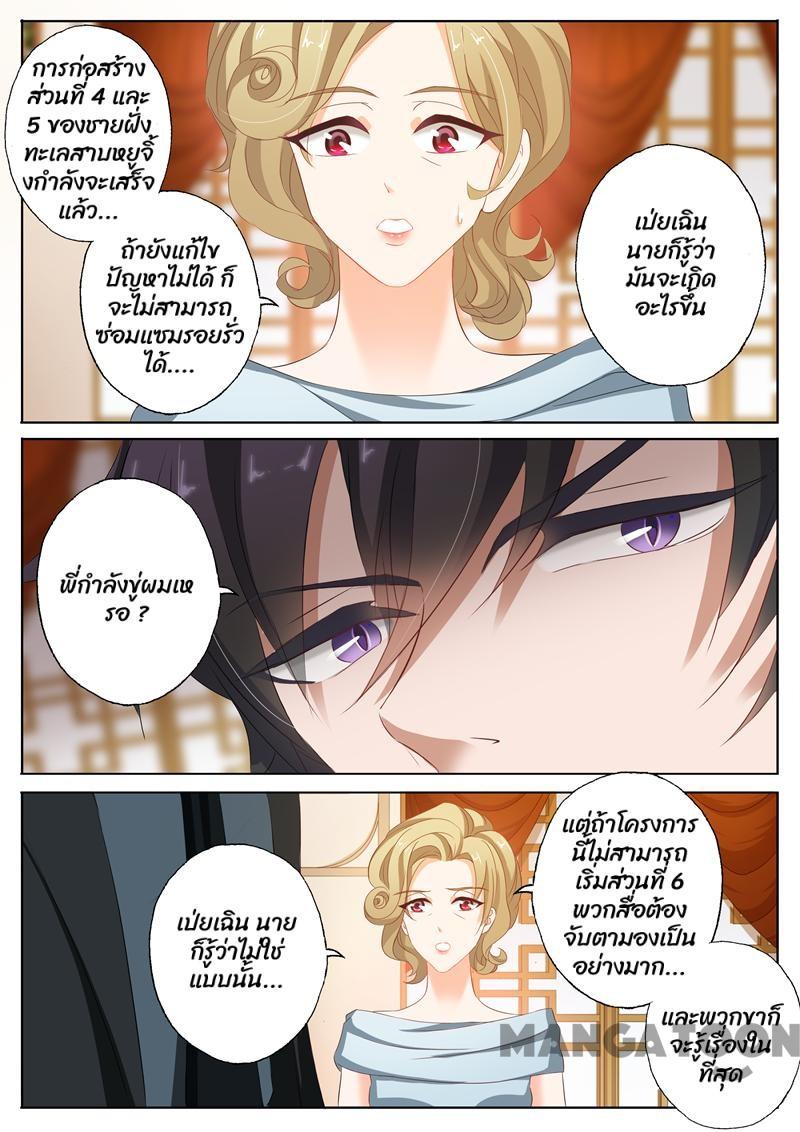 การก่อสร้าง
ส่วนที่ 4 และ
5 ของชายฝั่ง
ทะเลสาบหยูจิ้
งกำลังจะเสร็จ
แล้ว...
ถ้ายังแก้ไข
ปัญหาไม่ได้ ก็
จะไม่สามารถ
ซ่อมแซมรอยรั่ว
ได้....
เป่ยเฉิน
นายก็รู้ว่า
มันจะเกิด
อะไรขึ้น
พี่กำลังขู่ผมเห
รอ ?
แต่ถ้าโครงการ
นี้ไม่สามารถ
เริ่มส่วนที่ 6
พวกสื่อต้อง
จับตามองเป็น
อย่างมาก...
เป่ยเฉิน นาย
ก็รู้ว่าไม่ใช่
แบบนั้น...
และพวกขาก็
จะรู้เรื่องใน
ที่สุด
MANGATOON